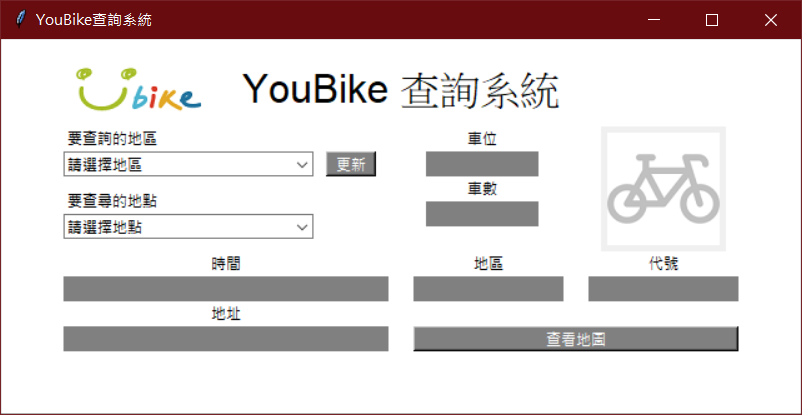 YouBike查詢系統
Ubike
YouBike 查詢系統
要查詢的地區
請選擇地區
更新
車位
車數
要查尋的地點
請選擇地點
時間
地區
代號
地址
查看地圖